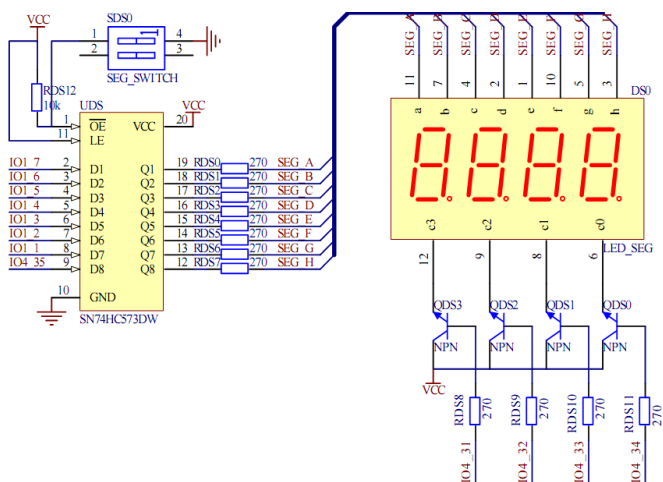 VCC
SDS0
1
2
1
4
3
SEG_SWITCH
RDS12
10k
UDS
VCC
1 OE VCC 20
11 LE
IO1_7 2 D1 Q1 19 RDS0 270 SEG_A
IO1_6 3 D2 Q2 18 RDS1 270 SEG_B
IO1_5 4 D3 Q3 17 RDS2 270 SEG_C
IO1_4 5 D4 Q4 16 RDS3 270 SEG_D
IO1_3 6 D5 Q5 15 RDS4 270 SEG_E
IO1_2 7 D6 Q6 14 RDS5 270 SEG_F
IO1_1 8 D7 Q7 13 RDS6 270 SEG_G
IO4_35 9 D8 Q8 12 RDS7 270 SEG_H
10 GND
SN74HC573DW
SEG_A SEG_B SEG_C SEG_D SEG_E SEG_F SEG_G SEG_H
11 7 4 2 1 10 5 3
DS0
a b c d e f g h
8.8.8.8.
c3 c2 c1 c0
LED_SEG
12 9 8 6
QDS3 QDS2 QDS1 QDS0
NPN NPN NPN NPN
VCC
RDS8 270 RDS9 270 RDS10 270 RDS11 270
IO4_31 IO4_32 IO4_33 IO4_34